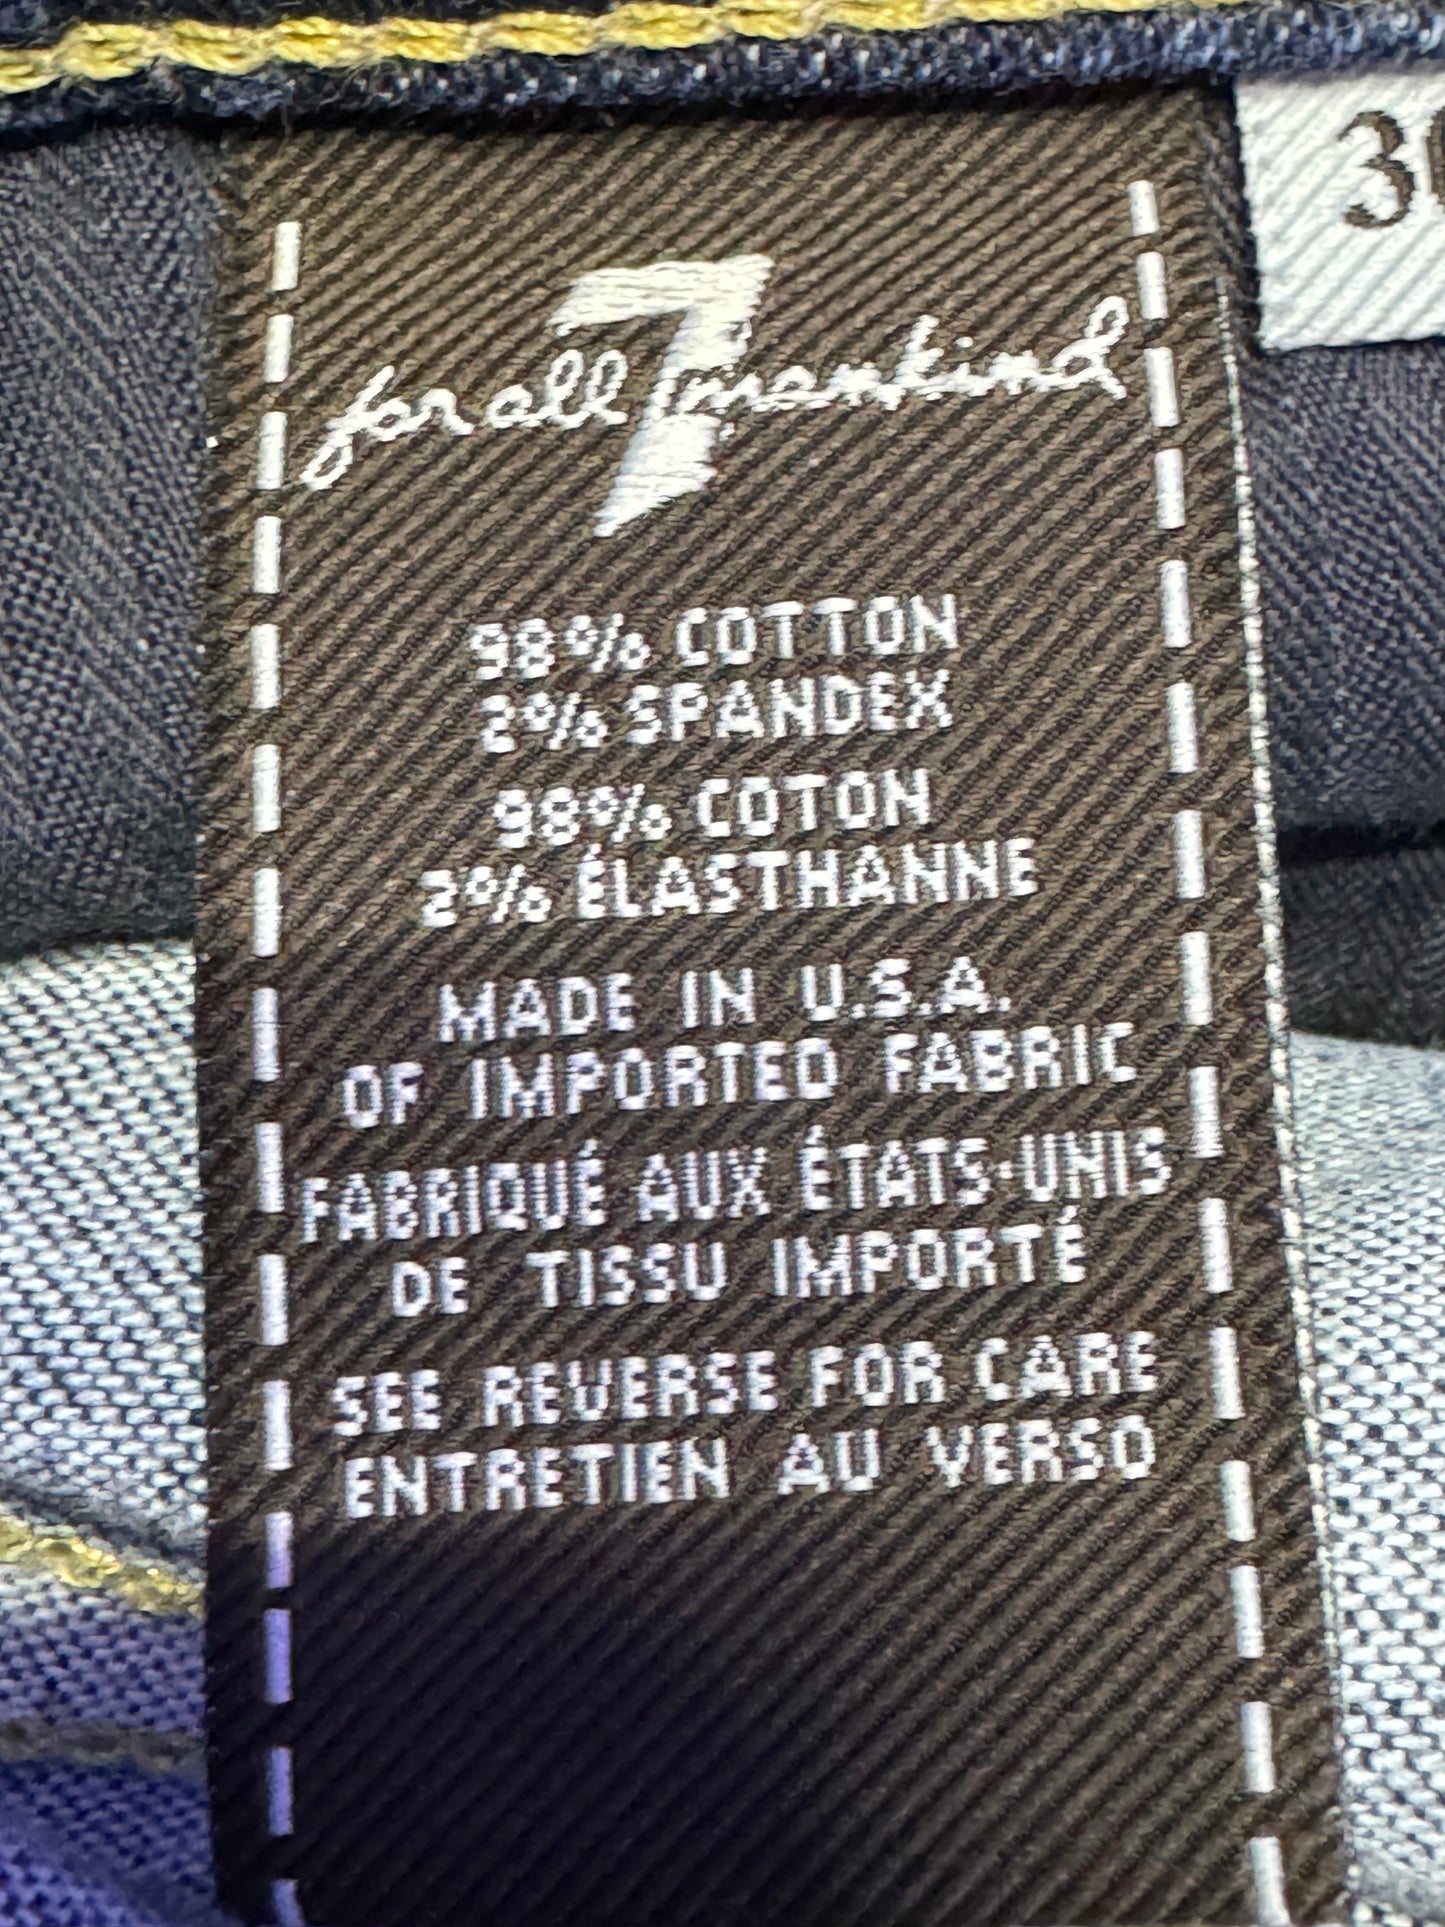 for all 7 mankind
98% COTTON
2% SPANDEX
98% COTON
2% ÉLASTHANNE
MADE IN U.S.A.
OF IMPORTED FABRIC
FABRIQUÉ AUX ÉTATS-UNIS
DE TISSU IMPORTÉ
SEE REVERSE FOR CARE
ENTRETIEN AU VERSO